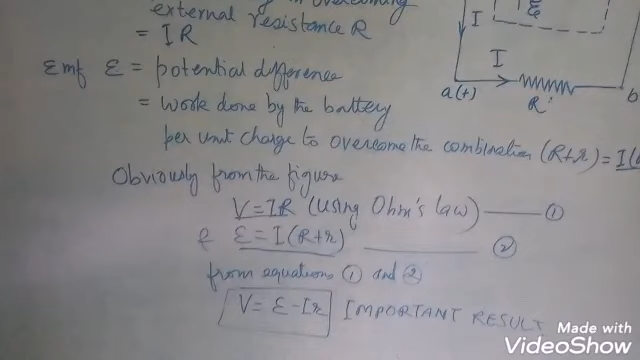 in overcoming
external resistance R
= IR
Emf ε = potential difference
= work done by the battery
per unit charge to overcome the combination (R+r) = I(
Obviously from the figure
V = IR (using Ohm's law) ①
& ε = I(R+r) ②
from equations ① and ②
V = ε - Ir IMPORTANT RESULT
I
ε
I
a(+) R' b
Made with
VideoShow